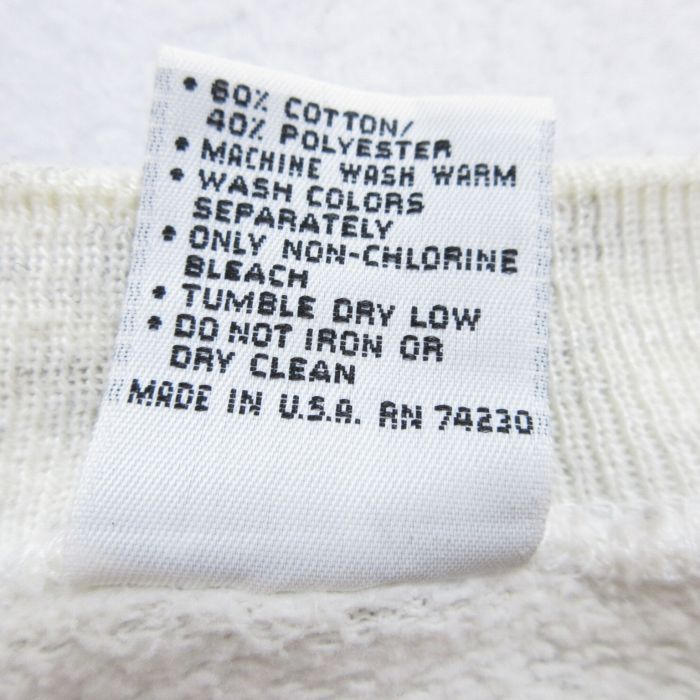 • 60% COTTON/
40% POLYESTER
• MACHINE WASH WARM
• WASH COLORS
SEPARATELY
• ONLY NON-CHLORINE
BLEACH
• TUMBLE DRY LOW
• DO NOT IRON OR
DRY CLEAN
MADE IN U.S.A. RN 74230